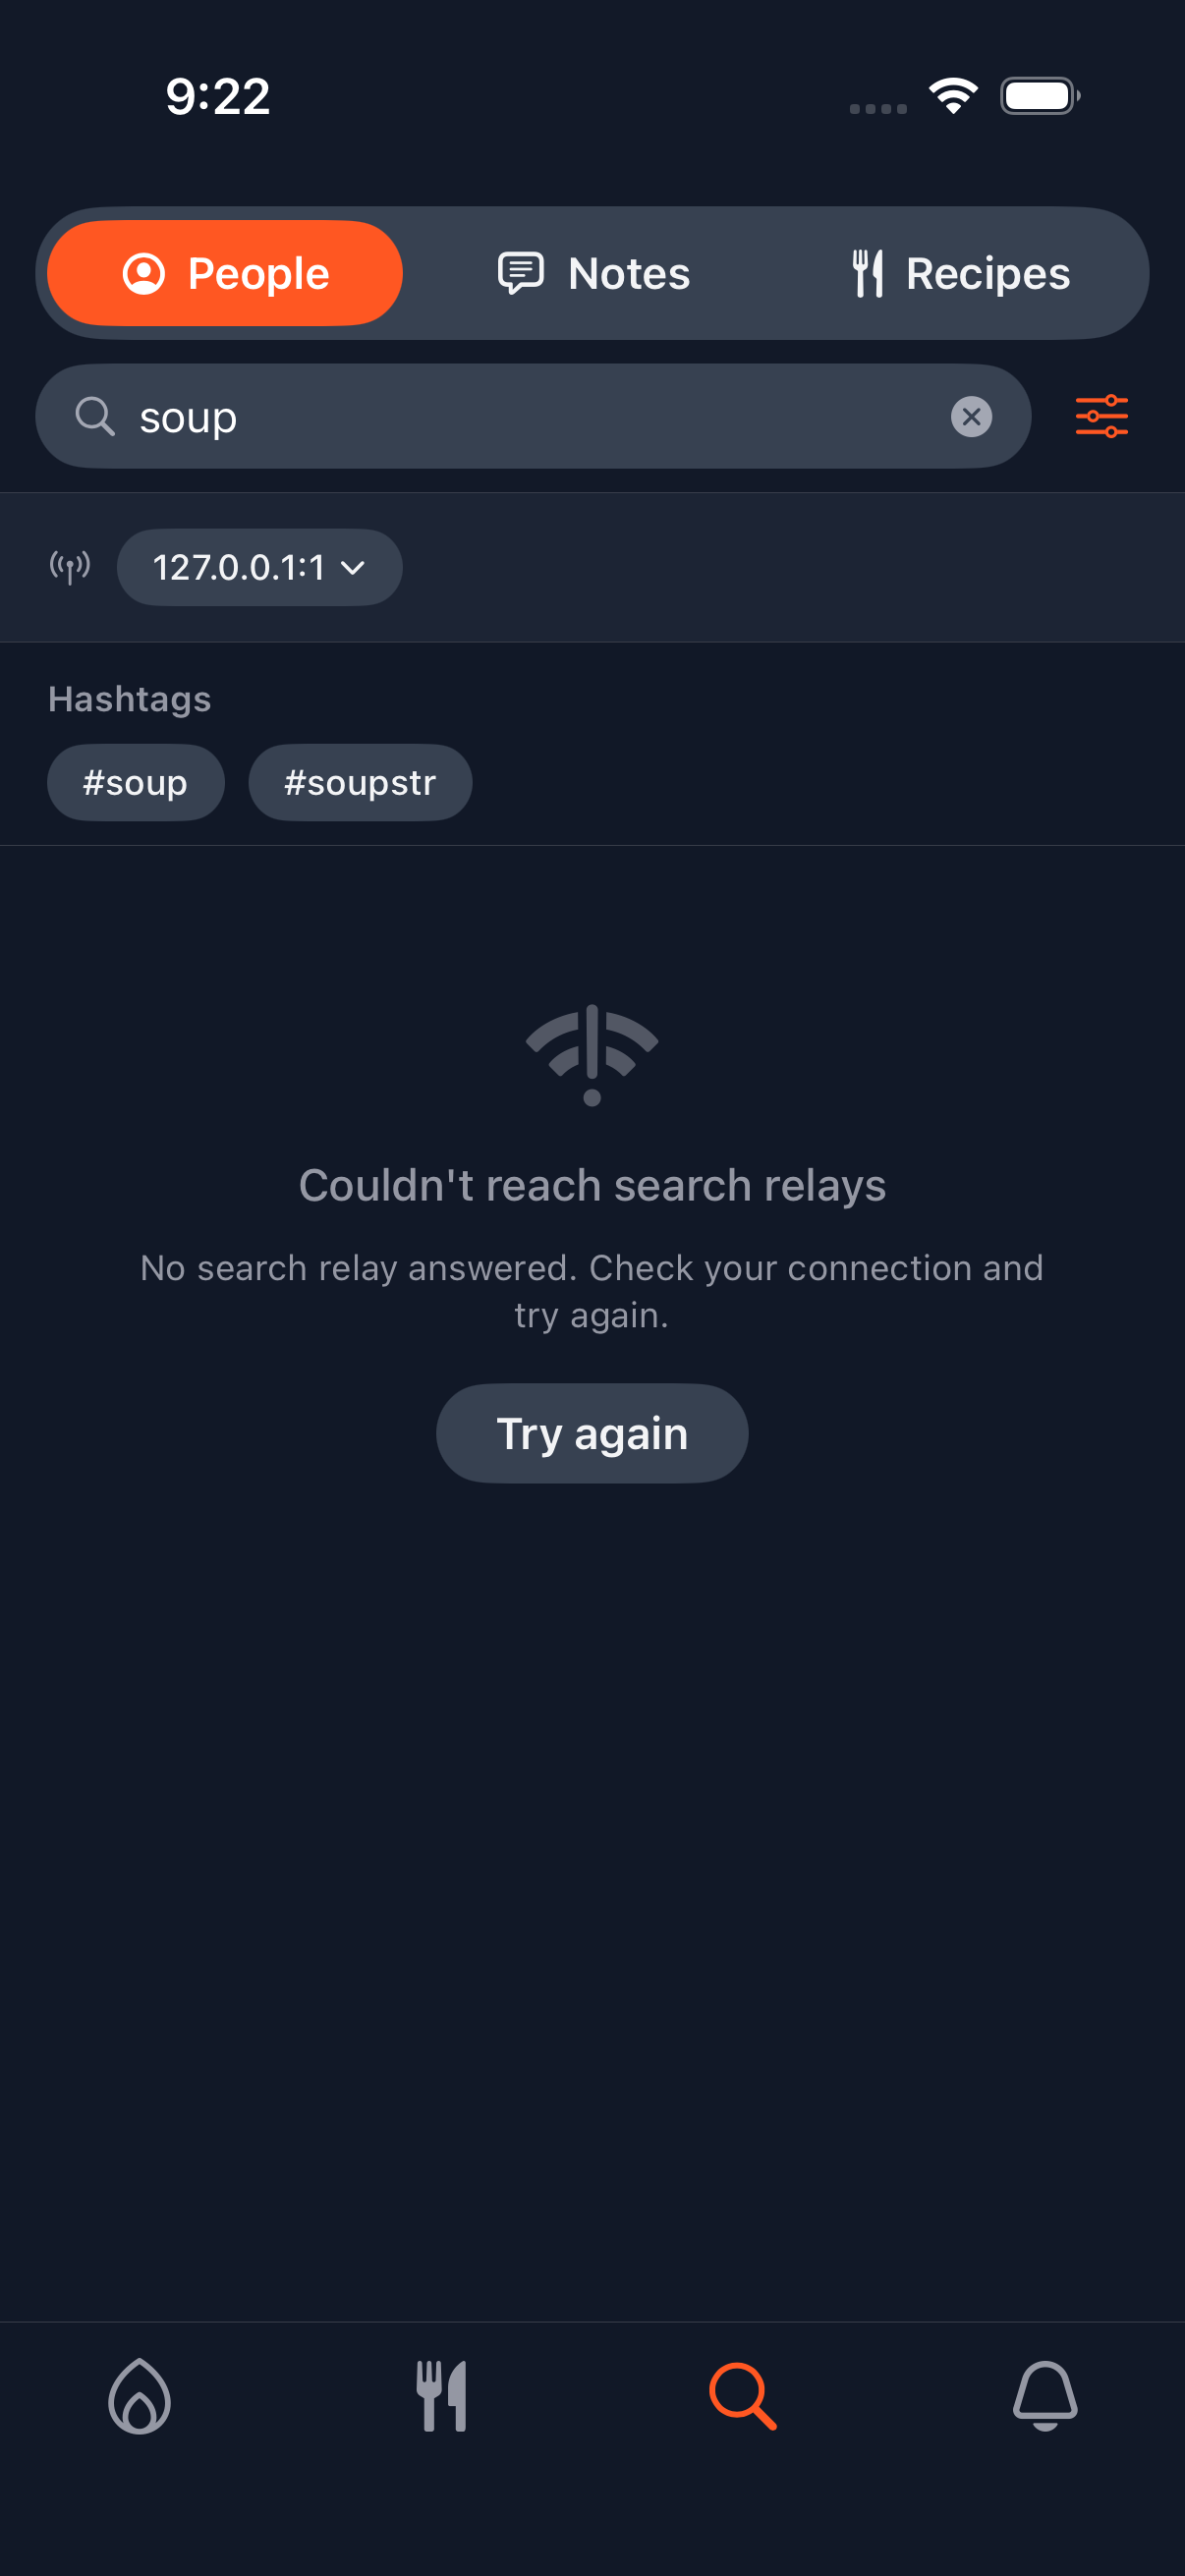 9:22
People
Notes
Recipes
soup
127.0.0.1:1
Hashtags
#soup
#soupstr
Couldn't reach search relays
No search relay answered. Check your connection and
try again.
Try again